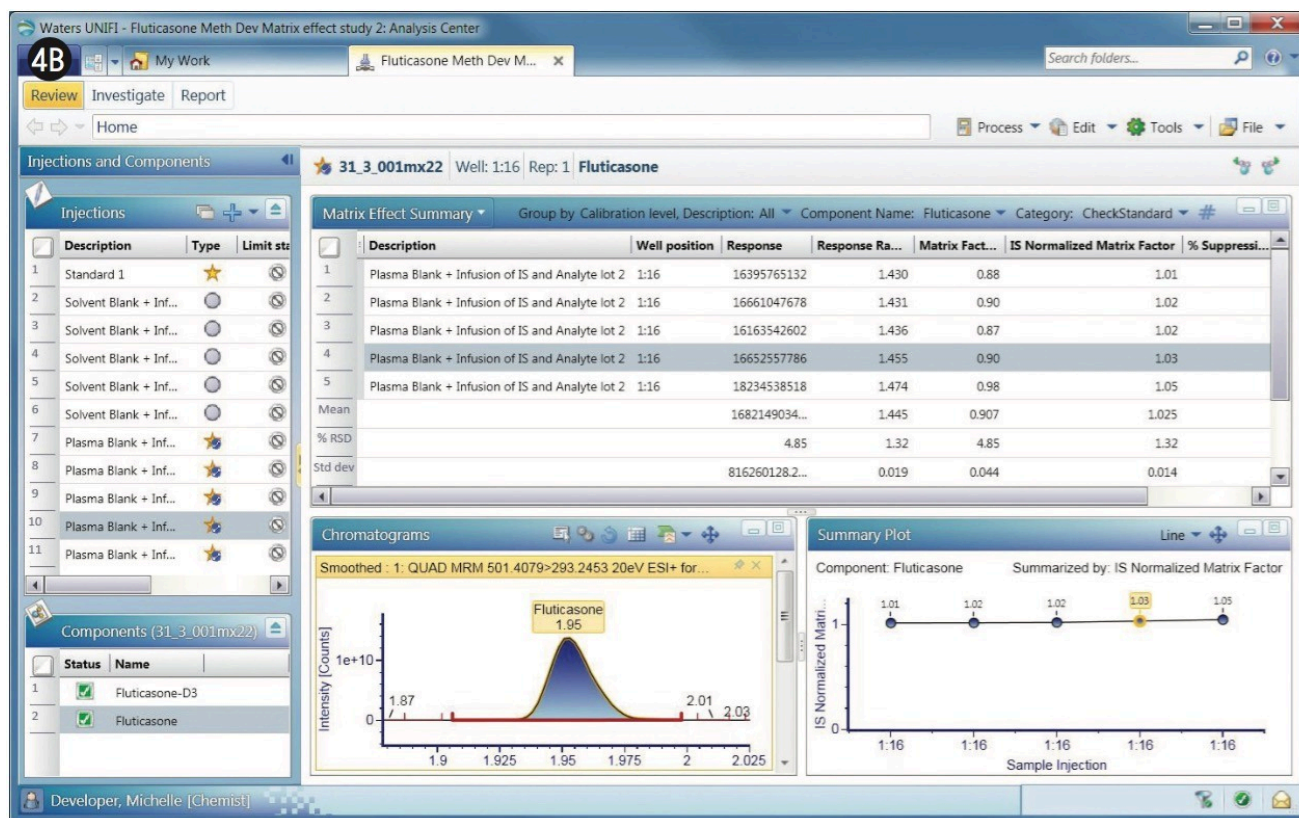 Waters UNIFI - Fluticasone Meth Dev Matrix effect study 2: Analysis Center
4B My Work Fluticasone Meth Dev M... Search folders...
Review Investigate Report
Home Process Edit Tools File
Injections and Components
31_3_001mx22 Well: 1:16 Rep: 1 Fluticasone
Injections
Description Type Limit sta
1 Standard 1
2 Solvent Blank + Inf...
3 Solvent Blank + Inf...
4 Solvent Blank + Inf...
5 Solvent Blank + Inf...
6 Solvent Blank + Inf...
7 Plasma Blank + Inf...
8 Plasma Blank + Inf...
9 Plasma Blank + Inf...
10 Plasma Blank + Inf...
11 Plasma Blank + Inf...
Components (31_3_001mx22)
Status Name
1 Fluticasone-D3
2 Fluticasone
Matrix Effect Summary Group by Calibration level, Description: All Component Name: Fluticasone Category: CheckStandard
Description Well position Response Response Ra... Matrix Fact... IS Normalized Matrix Factor % Suppressi...
1 Plasma Blank + Infusion of IS and Analyte lot 2 1:16 16395765132 1.430 0.88 1.01
2 Plasma Blank + Infusion of IS and Analyte lot 2 1:16 16661047678 1.431 0.90 1.02
3 Plasma Blank + Infusion of IS and Analyte lot 2 1:16 16163542602 1.436 0.87 1.02
4 Plasma Blank + Infusion of IS and Analyte lot 2 1:16 16652557786 1.455 0.90 1.03
5 Plasma Blank + Infusion of IS and Analyte lot 2 1:16 18234538518 1.474 0.98 1.05
Mean 1682149034... 1.445 0.907 1.025
% RSD 4.85 1.32 4.85 1.32
Std dev 816260128.2... 0.019 0.044 0.014
Chromatograms
Smoothed : 1: QUAD MRM 501.4079>293.2453 20eV ESI+ for...
Fluticasone
1.95
Intensity [Counts]
1e+10
0
1.87
2.01
2.03
1.9 1.925 1.95 1.975 2 2.025
Summary Plot Line
Component: Fluticasone Summarized by: IS Normalized Matrix Factor
IS Normalized Matri...
1.01 1.02 1.02 1.03 1.05
1
0
1:16 1:16 1:16 1:16 1:16
Sample Injection
Developer, Michelle [Chemist]